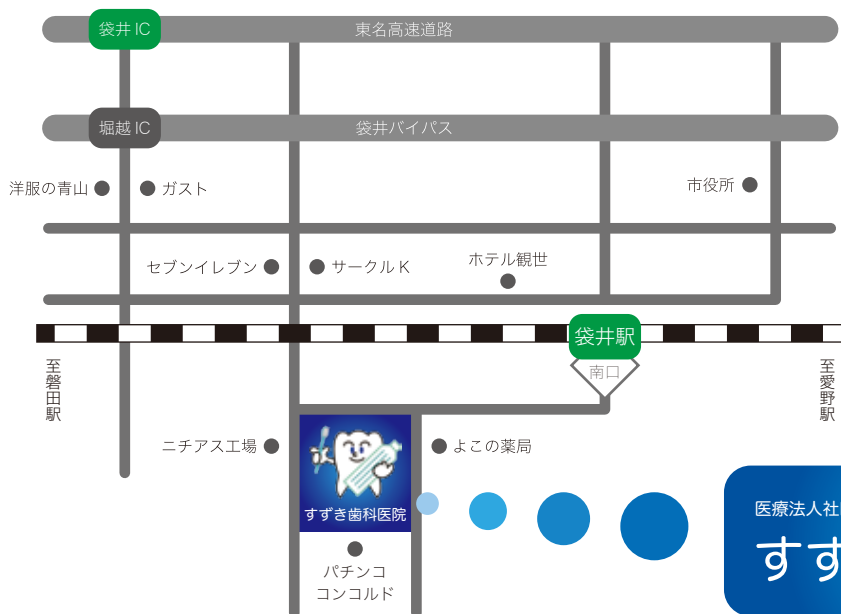 袋井 IC
東名高速道路
堀越 IC
袋井バイパス
洋服の青山
ガスト
市役所
セブンイレブン
サークル K
ホテル観世
袋井駅
南口
至磐田駅
至愛野駅
ニチアス工場
よこの薬局
すずき歯科医院
医療法人社
すす
パチンコ
コンコルド